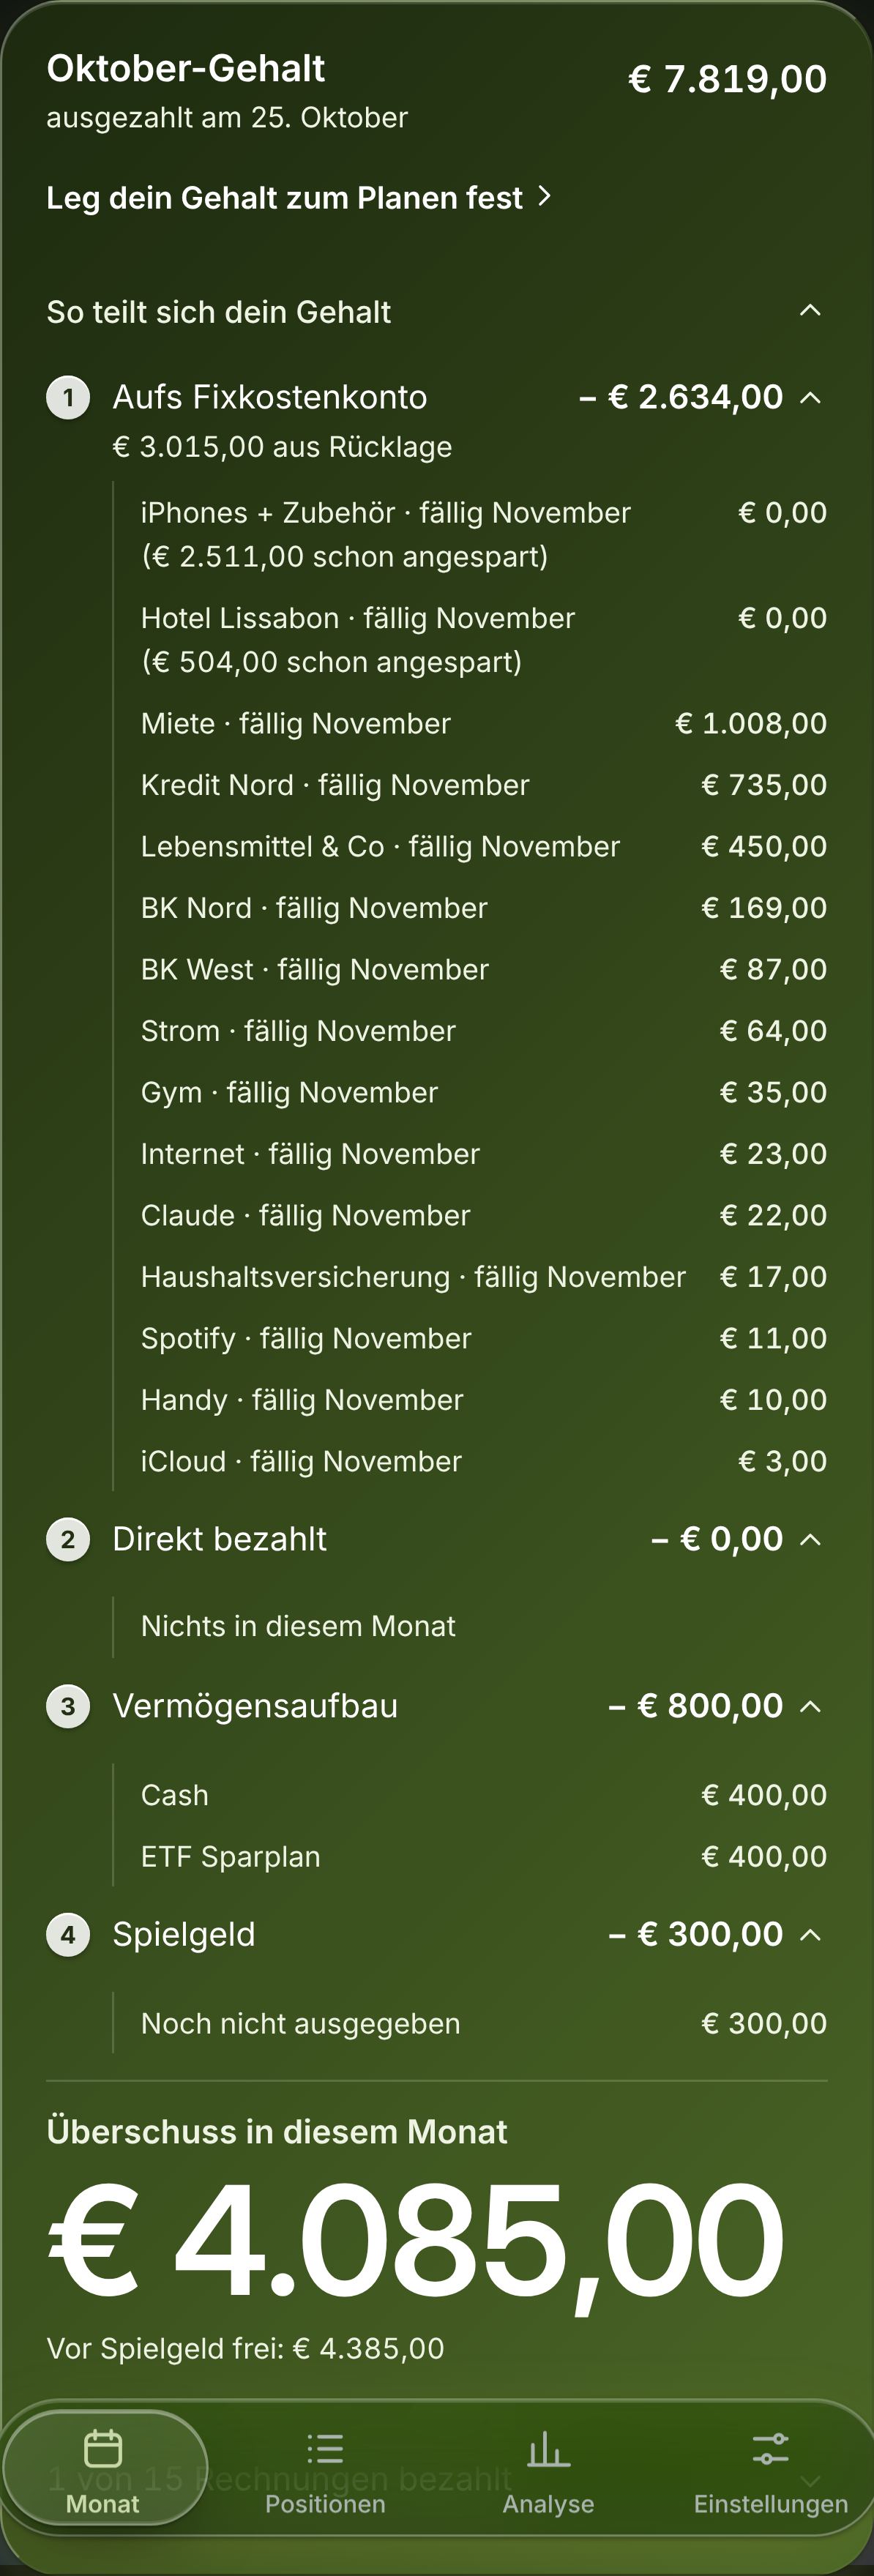 Oktober-Gehalt
€ 7.819,00
ausgezahlt am 25. Oktober
Leg dein Gehalt zum Planen fest
So teilt sich dein Gehalt
1 Aufs Fixkostenkonto – € 2.634,00
€ 3.015,00 aus Rücklage
iPhones + Zubehör · fällig November € 0,00
(€ 2.511,00 schon angespart)
Hotel Lissabon · fällig November € 0,00
(€ 504,00 schon angespart)
Miete · fällig November € 1.008,00
Kredit Nord · fällig November € 735,00
Lebensmittel & Co · fällig November € 450,00
BK Nord · fällig November € 169,00
BK West · fällig November € 87,00
Strom · fällig November € 64,00
Gym · fällig November € 35,00
Internet · fällig November € 23,00
Claude · fällig November € 22,00
Haushaltsversicherung · fällig November € 17,00
Spotify · fällig November € 11,00
Handy · fällig November € 10,00
iCloud · fällig November € 3,00
2 Direkt bezahlt – € 0,00
Nichts in diesem Monat
3 Vermögensaufbau – € 800,00
Cash € 400,00
ETF Sparplan € 400,00
4 Spielgeld – € 300,00
Noch nicht ausgegeben € 300,00
Überschuss in diesem Monat
€ 4.085,00
Vor Spielgeld frei: € 4.385,00
1 von 15 Rechnungen bezahlt
Monat Positionen Analyse Einstellungen